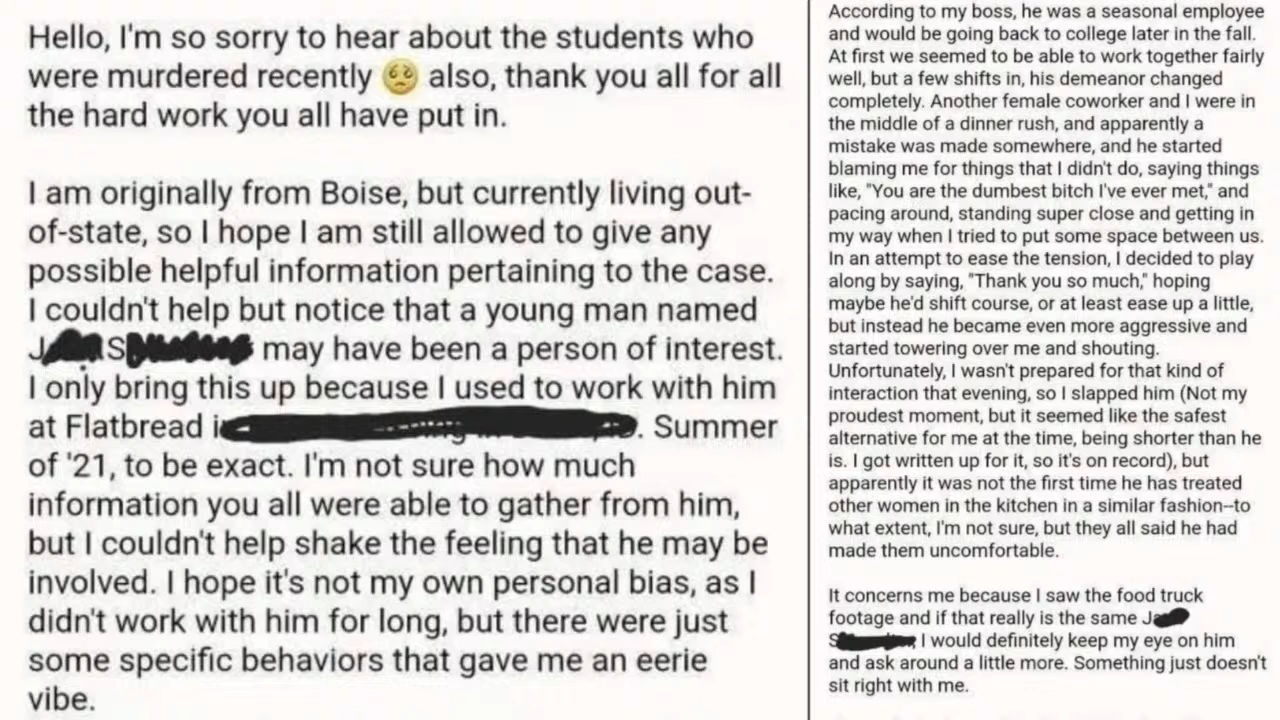 Hello, I'm so sorry to hear about the students who
were murdered recently 🥺 also, thank you all for all
the hard work you all have put in.
I am originally from Boise, but currently living out-
of-state, so I hope I am still allowed to give any
possible helpful information pertaining to the case.
I couldn't help but notice that a young man named
J S may have been a person of interest.
I only bring this up because I used to work with him
at Flatbread . Summer
of '21, to be exact. I'm not sure how much
information you all were able to gather from him,
but I couldn't help shake the feeling that he may be
involved. I hope it's not my own personal bias, as I
didn't work with him for long, but there were just
some specific behaviors that gave me an eerie
vibe.
According to my boss, he was a seasonal employee
and would be going back to college later in the fall.
At first we seemed to be able to work together fairly
well, but a few shifts in, his demeanor changed
completely. Another female coworker and I were in
the middle of a dinner rush, and apparently a
mistake was made somewhere, and he started
blaming me for things that I didn't do, saying things
like, "You are the dumbest bitch I've ever met," and
pacing around, standing super close and getting in
my way when I tried to put some space between us.
In an attempt to ease the tension, I decided to play
along by saying, "Thank you so much," hoping
maybe he'd shift course, or at least ease up a little,
but instead he became even more aggressive and
started towering over me and shouting.
Unfortunately, I wasn't prepared for that kind of
interaction that evening, so I slapped him (Not my
proudest moment, but it seemed like the safest
alternative for me at the time, being shorter than he
is. I got written up for it, so it's on record), but
apparently it was not the first time he has treated
other women in the kitchen in a similar fashion--to
what extent, I'm not sure, but they all said he had
made them uncomfortable.
It concerns me because I saw the food truck
footage and if that really is the same J
S, I would definitely keep my eye on him
and ask around a little more. Something just doesn't
sit right with me.